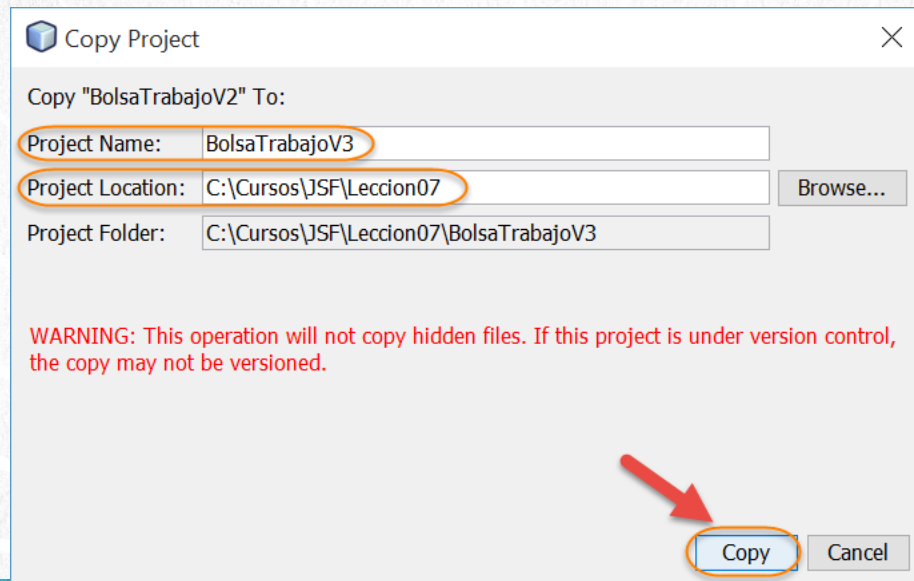 Copy Project
Copy "BolsaTrabajoV2" To:
Project Name: BolsaTrabajoV3
Project Location: C:\Cursos\JSF\Leccion07 Browse...
Project Folder: C:\Cursos\JSF\Leccion07\BolsaTrabajoV3
WARNING: This operation will not copy hidden files. If this project is under version control,
the copy may not be versioned.
Copy Cancel